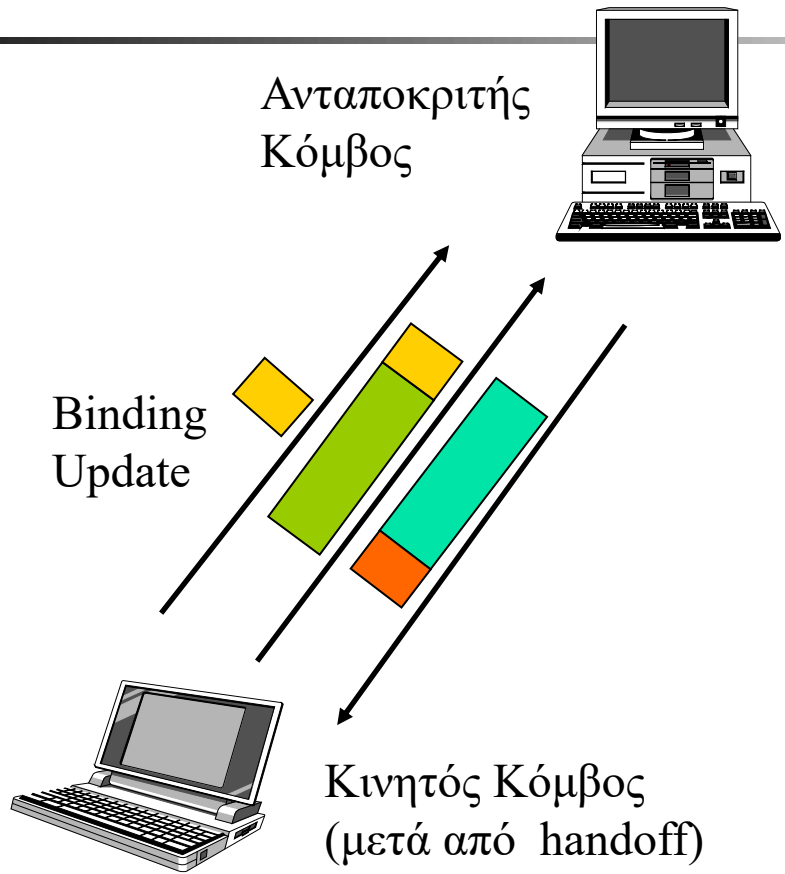 Ανταποκριτής
Κόμβος
Binding
Update
Κινητός Κόμβος
(μετά από handoff)